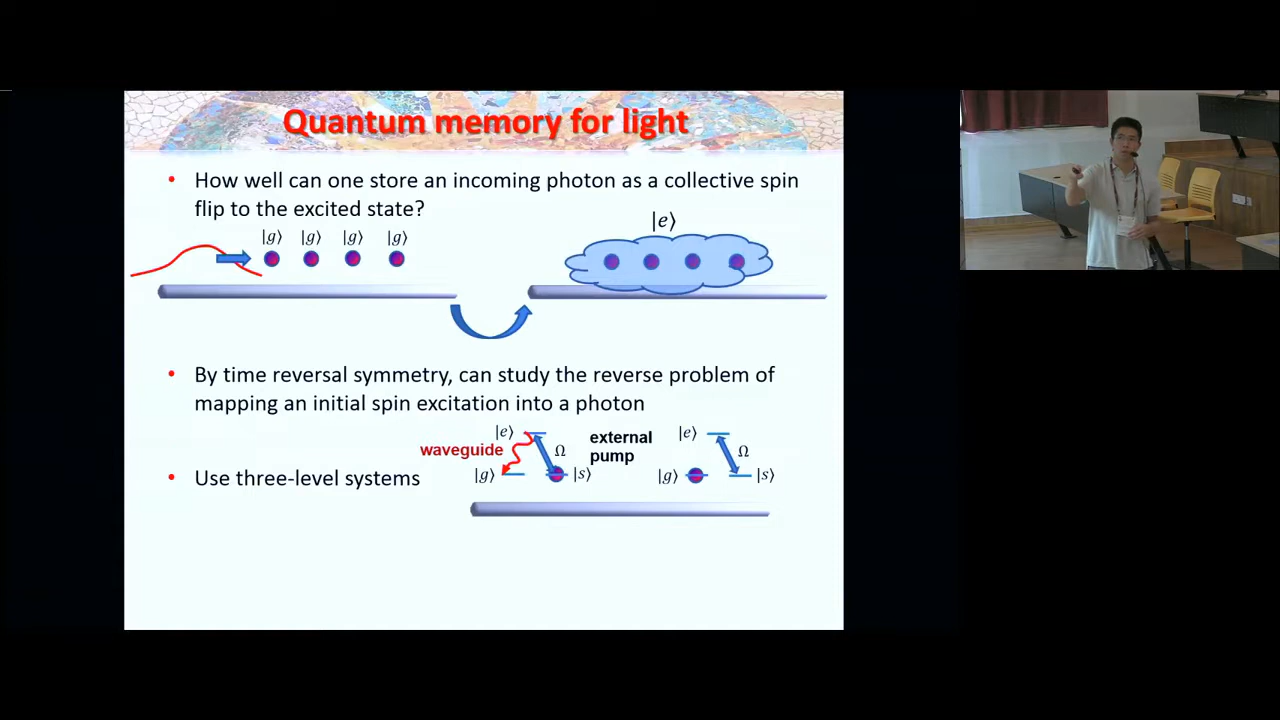 Quantum memory for light
• How well can one store an incoming photon as a collective spin
flip to the excited state?
|e⟩
|g⟩ |g⟩ |g⟩ |g⟩
• By time reversal symmetry, can study the reverse problem of
mapping an initial spin excitation into a photon
|e⟩ external |e⟩
waveguide Ω pump Ω
• Use three-level systems |g⟩ |s⟩ |g⟩ |s⟩